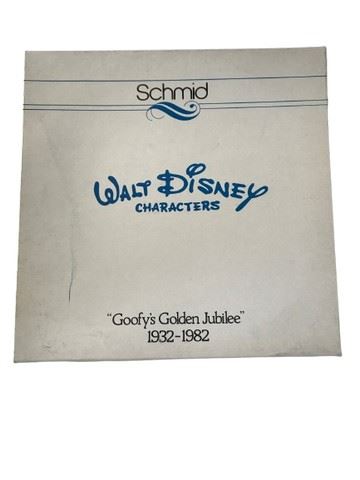 Schmid
WALT DISNEY
CHARACTERS
"Goofy's Golden Jubilee"
1932-1982